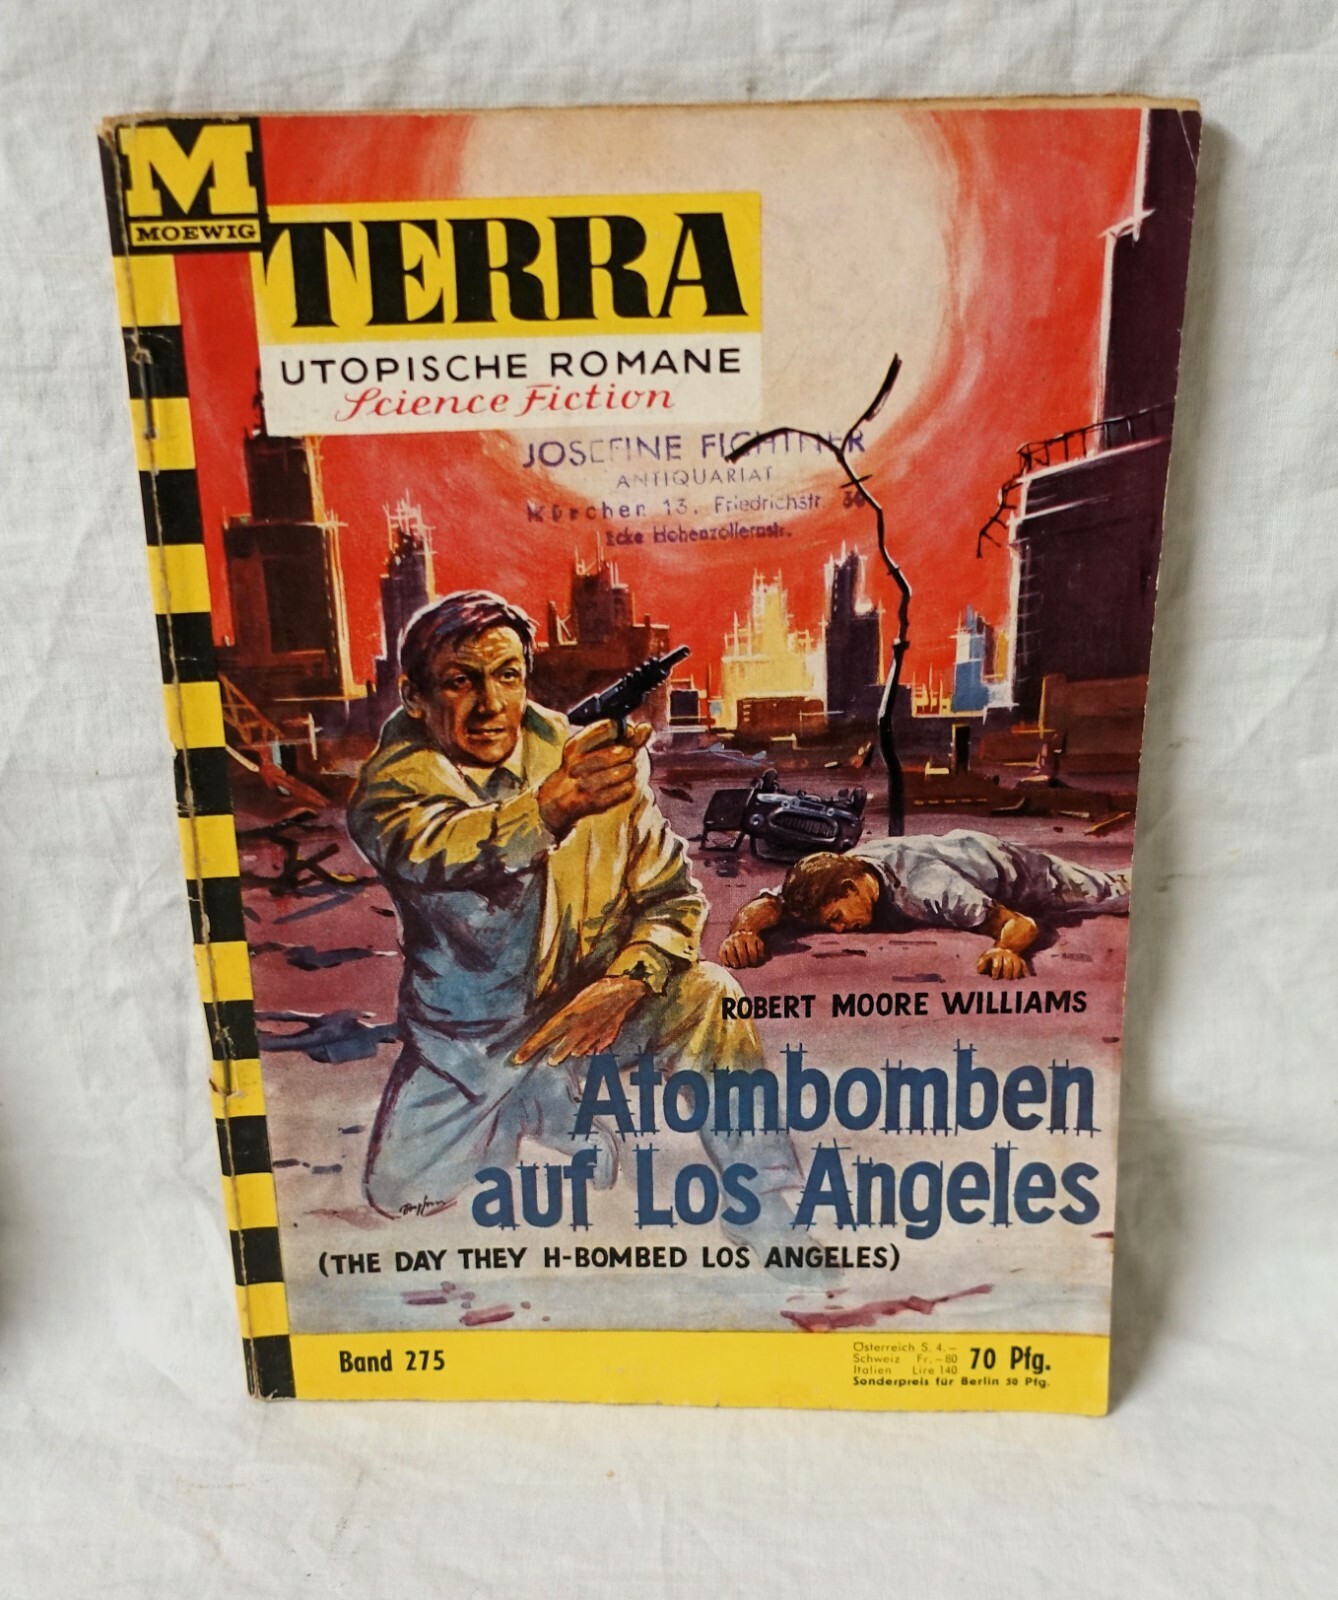 M
MOEWIG
TERRA
UTOPISCHE ROMANE
Science Fiction
JOSEFINE FICHTNER
ANTIQUARIAT
München 13, Friedrichstr
Ecke Hohenzollernstr.
ROBERT MOORE WILLIAMS
Atombomben
auf Los Angeles
(THE DAY THEY H-BOMBED LOS ANGELES)
Band 275
Österreich S. 4.–
Schweiz Fr. –80
Italien Lire 140
70 Pfg.
Sonderpreis für Berlin 50 Pfg.